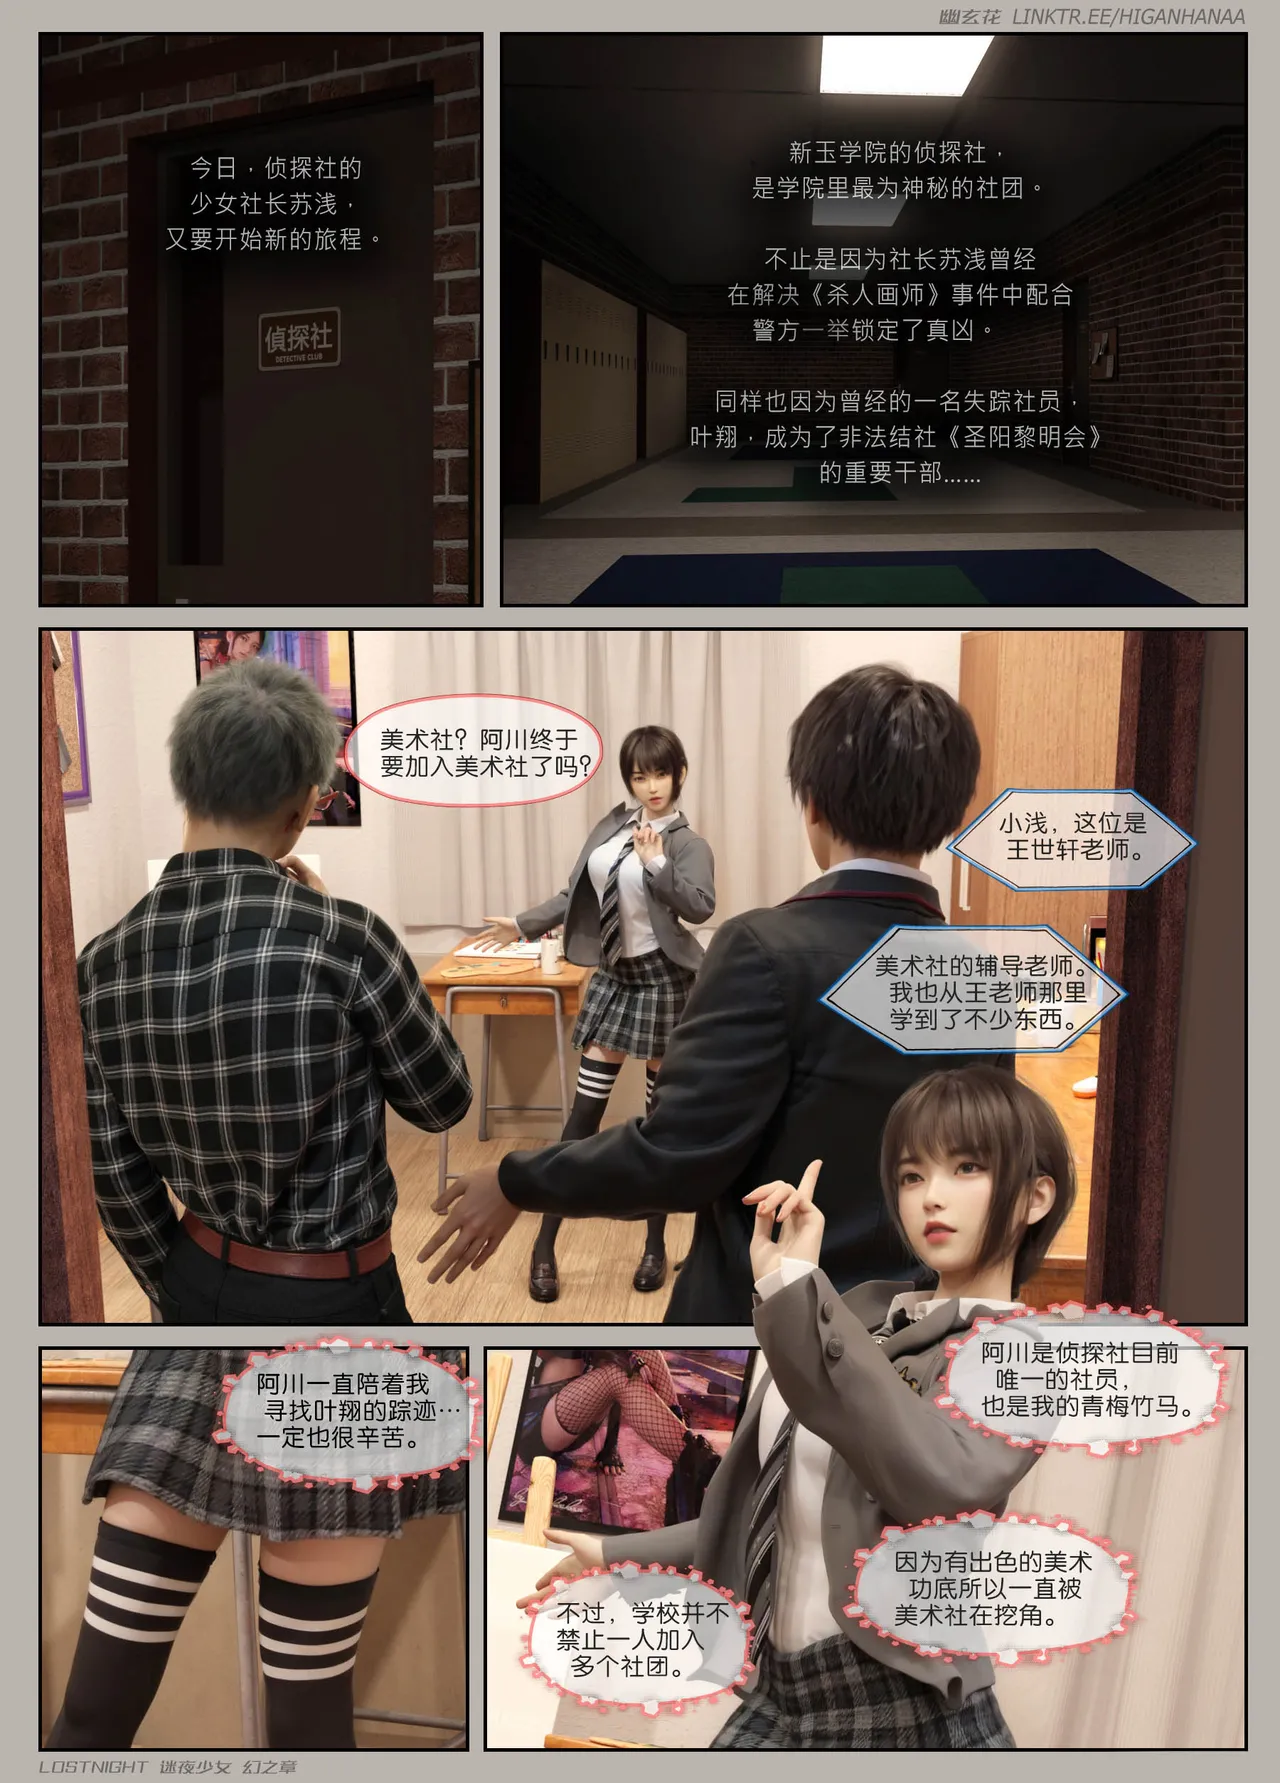 幽玄花 LINKTR.EE/HIGANHANAA
今日，侦探社的
少女社长苏浅，
又要开始新的旅程。
偵探社
DETECTIVE CLUB
新玉学院的侦探社，
是学院里最为神秘的社团。
不止是因为社长苏浅曾经
在解决《杀人画师》事件中配合
警方一举锁定了真凶。
同样也因为曾经的一名失踪社员，
叶翔，成为了非法结社《圣阳黎明会》
的重要干部……
美术社？阿川终于
要加入美术社了吗？
小浅，这位是
王世轩老师。
美术社的辅导老师。
我也从王老师那里
学到了不少东西。
阿川一直陪着我
寻找叶翔的踪迹…
一定也很辛苦。
阿川是侦探社目前
唯一的社员，
也是我的青梅竹马。
因为有出色的美术
功底所以一直被
美术社在挖角。
不过，学校并不
禁止一人加入
多个社团。
LOSTNIGHT 迷夜少女 幻之章